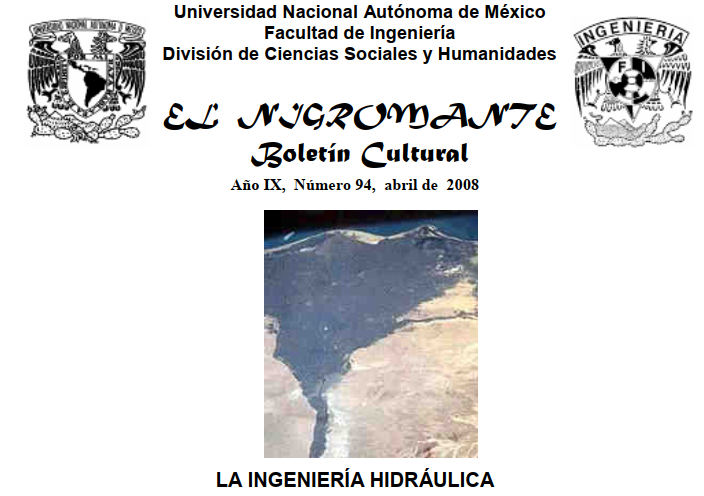 Universidad Nacional Autónoma de México
Facultad de Ingeniería
División de Ciencias Sociales y Humanidades
INGENIERIA
EL NIGROMANTE
Boletín Cultural
Año IX, Número 94, abril de 2008
LA INGENIERÍA HIDRÁULICA